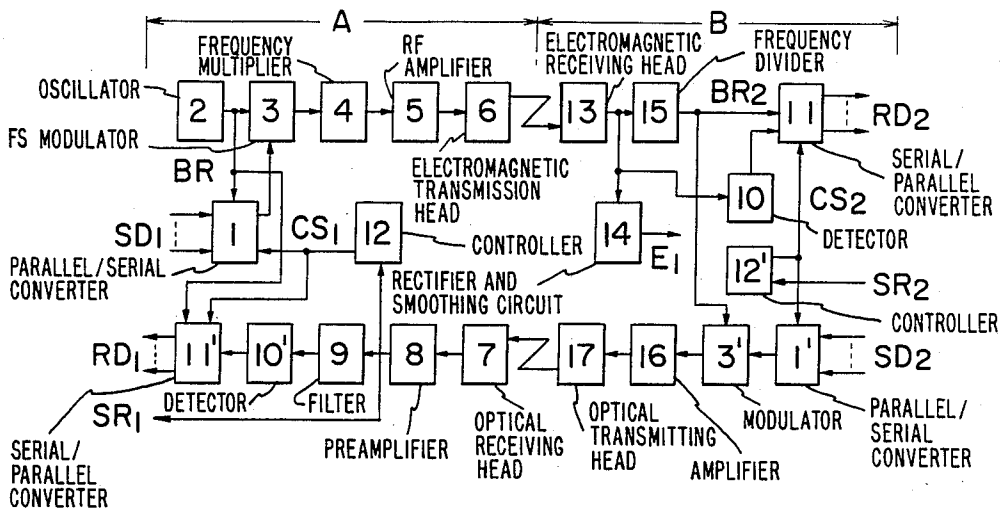 A
B
OSCILLATOR
FREQUENCY
MULTIPLIER
RF
AMPLIFIER
ELECTROMAGNETIC
RECEIVING HEAD
FREQUENCY
DIVIDER
2
3
4
5
6
13
15
BR2
11
RD2
FS MODULATOR
BR
ELECTROMAGNETIC
TRANSMISSION
HEAD
SERIAL/
PARALLEL
CONVERTER
10
CS2
DETECTOR
SD1
1
CS1
12
CONTROLLER
14
E1
PARALLEL/SERIAL
CONVERTER
RECTIFIER AND
SMOOTHING CIRCUIT
12'
SR2
CONTROLLER
RD1
11'
10'
9
8
7
17
16
3'
1'
SD2
SR1
DETECTOR
FILTER
PREAMPLIFIER
OPTICAL
RECEIVING
HEAD
OPTICAL
TRANSMITTING
HEAD
AMPLIFIER
MODULATOR
PARALLEL/
SERIAL
CONVERTER
SERIAL/
PARALLEL
CONVERTER